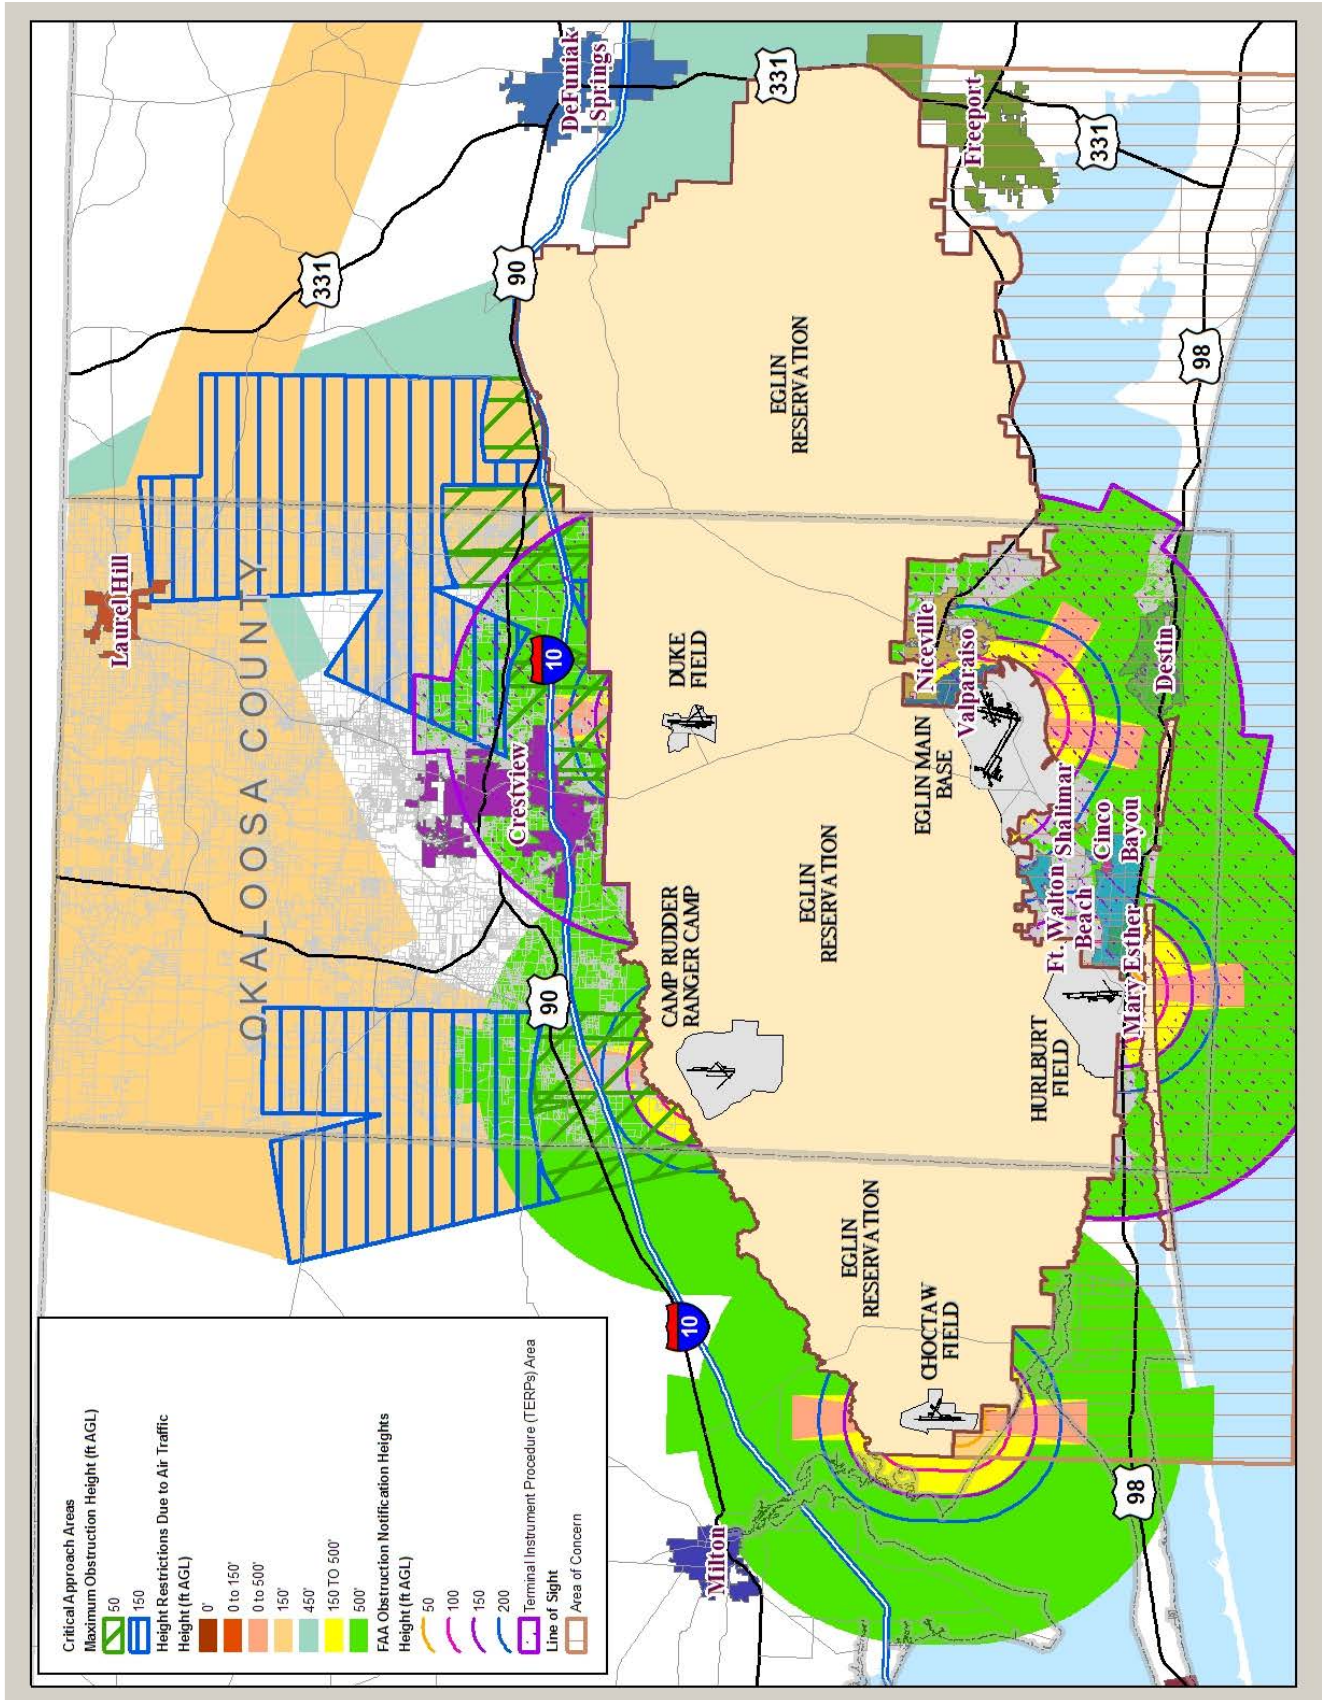 Critical Approach Areas
Maximum Obstruction Height (ft AGL)
50
150
Height Restrictions Due to Air Traffic
Height (ft AGL)
0'
0 to 150'
0 to 500'
150'
450'
150 TO 500'
500'
FAA Obstruction Notification Heights
Height (ft AGL)
50
100
150
200
Terminal Instrument Procedure (TERPs) Area
Line of Sight
Area of Concern
OKALOOSA COUNTY
Laurel Hill
331
DeFuniak
Springs
90
331
10
Crestview
90
10
Milton
CAMP RUDDER
RANGER CAMP
DUKE
FIELD
EGLIN
RESERVATION
EGLIN
RESERVATION
EGLIN
RESERVATION
CHOCTAW
FIELD
HURLBURT
FIELD
EGLIN MAIN
BASE
Niceville
Valparaiso
Freeport
331
Ft. Walton
Beach
Shalimar
Cinco
Bayou
Mary Esther
Destin
98
98